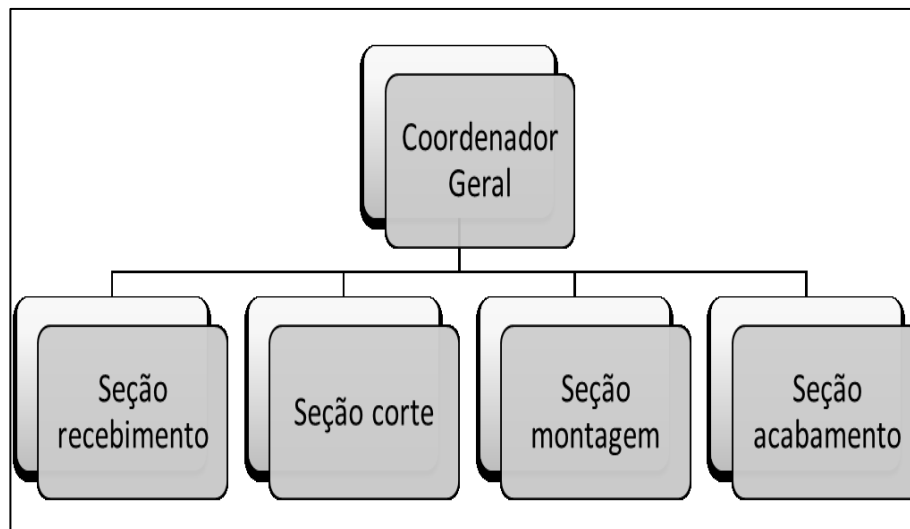 Coordenador
Geral
Seção
recebimento
Seção corte
Seção
montagem
Seção
acabamento